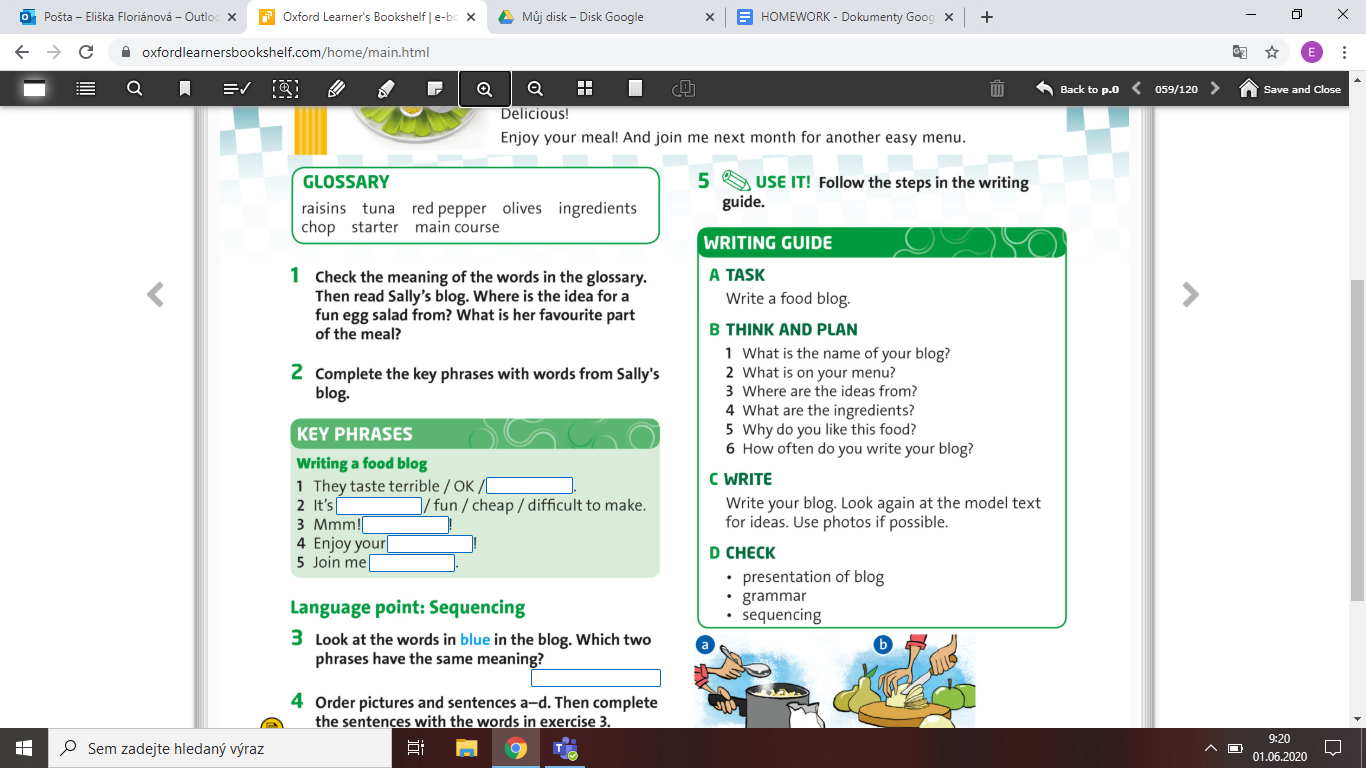 Pošta – Eliška Floriánová – Outloo
Oxford Learner's Bookshelf | e-bo
Můj disk – Disk Google
HOMEWORK - Dokumenty Goog
oxfordlearnersbookshelf.com/home/main.html
E
Back to p.0
059/120
Save and Close
Delicious!
Enjoy your meal! And join me next month for another easy menu.
GLOSSARY
raisins tuna red pepper olives ingredients
chop starter main course
1 Check the meaning of the words in the glossary.
Then read Sally's blog. Where is the idea for a
fun egg salad from? What is her favourite part
of the meal?
2 Complete the key phrases with words from Sally's
blog.
KEY PHRASES
Writing a food blog
1 They taste terrible / OK / .
2 It's / fun / cheap / difficult to make.
3 Mmm! !
4 Enjoy your !
5 Join me .
Language point: Sequencing
3 Look at the words in blue in the blog. Which two
phrases have the same meaning?
4 Order pictures and sentences a–d. Then complete
the sentences with the words in exercise 3.
5 USE IT! Follow the steps in the writing
guide.
WRITING GUIDE
A TASK
Write a food blog.
B THINK AND PLAN
1 What is the name of your blog?
2 What is on your menu?
3 Where are the ideas from?
4 What are the ingredients?
5 Why do you like this food?
6 How often do you write your blog?
C WRITE
Write your blog. Look again at the model text
for ideas. Use photos if possible.
D CHECK
• presentation of blog
• grammar
• sequencing
a
b
Sem zadejte hledaný výraz
9:20
01.06.2020